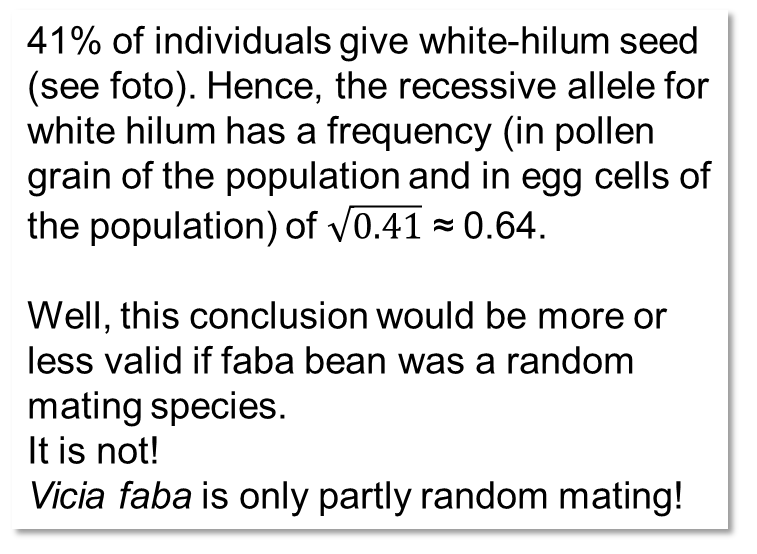 41% of individuals give white-hilum seed
(see foto). Hence, the recessive allele for
white hilum has a frequency (in pollen
grain of the population and in egg cells of
the population) of √0.41 ≈ 0.64.
Well, this conclusion would be more or
less valid if faba bean was a random
mating species.
It is not!
Vicia faba is only partly random mating!